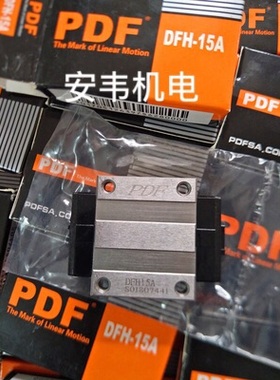 PDF
The Mark of Linear Motion
DFH-15A
安韦机电
PDF
PDFSA.CO
PDF
DFH15A
PDF
The Mark of Linear Motion
DFH-15A